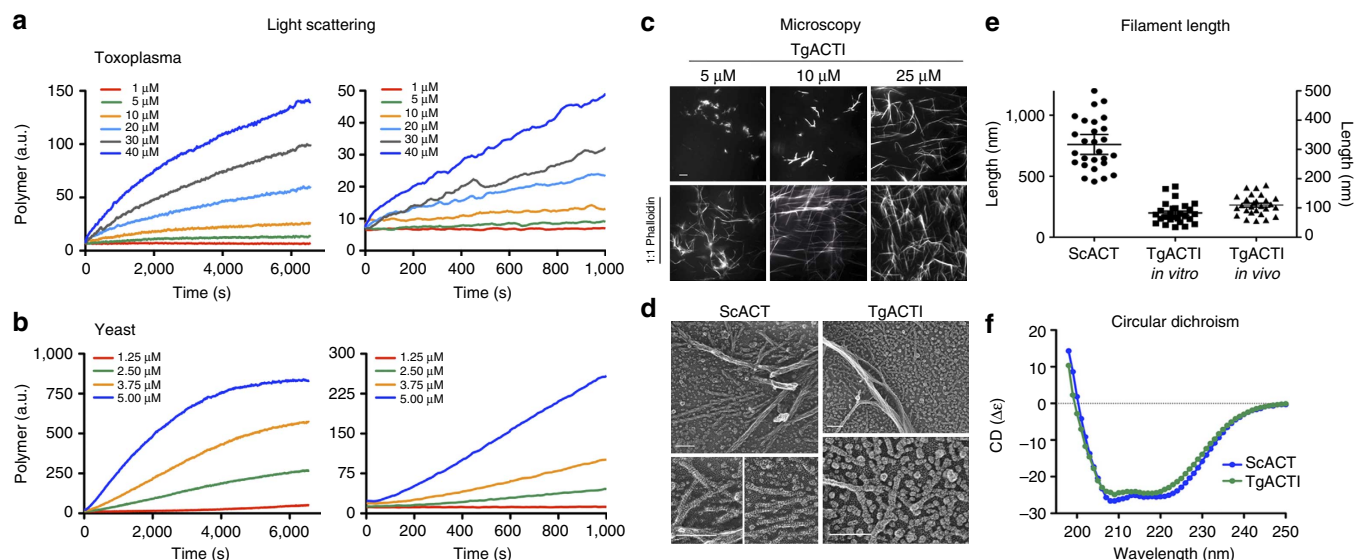 a
Light scattering
Toxoplasma
Polymer (a.u.)
150
100
50
0
1 µM
5 µM
10 µM
20 µM
30 µM
40 µM
0
2,000
4,000
6,000
Time (s)
50
40
30
20
10
0
1 µM
5 µM
10 µM
20 µM
30 µM
40 µM
0
200
400
600
800
1,000
Time (s)
b
Yeast
Polymer (a.u.)
1,000
750
500
250
0
1.25 µM
2.50 µM
3.75 µM
5.00 µM
0
2,000
4,000
6,000
Time (s)
300
225
150
75
0
1.25 µM
2.50 µM
3.75 µM
5.00 µM
0
200
400
600
800
1,000
Time (s)
c
Microscopy
TgACTI
5 µM
10 µM
25 µM
1:1 Phalloidin
d
ScACT
TgACTI
e
Filament length
Length (nm)
1,000
500
0
500
400
300
200
100
0
Length (nm)
ScACT
TgACTI
in vitro
TgACTI
in vivo
f
Circular dichroism
CD (Δε)
20
10
0
–10
–20
–30
ScACT
TgACTI
200
210
220
230
240
250
Wavelength (nm)